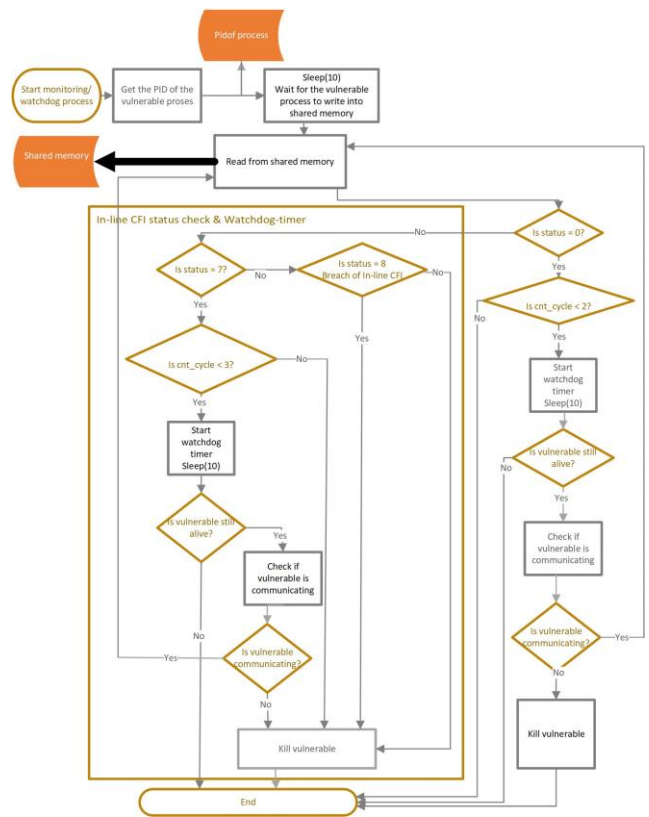 Pidof process
Start monitoring/
watchdog process
Get the PID of the
vulnerable proses
Sleep(10)
Wait for the vulnerable
process to write into
shared memory
Shared memory
Read from shared memory
In-line CFI status check & Watchdog-timer
No
Is status = 0?
Is status = 7?
No
Is status = 8
Breach of In-line CFI
No
Yes
Yes
No
Is cnt_cycle < 2?
Yes
Yes
Is cnt_cycle < 3?
No
Start
watchdog
timer
Sleep(10)
Yes
Start
watchdog
timer
Sleep(10)
Is vulnerable still
alive?
No
Yes
Is vulnerable still
alive?
Yes
Check if
vulnerable is
communicating
Check if
vulnerable is
communicating
No
Yes
Is vulnerable
communicating?
Is vulnerable
communicating?
Yes
No
No
Kill vulnerable
Kill vulnerable
End